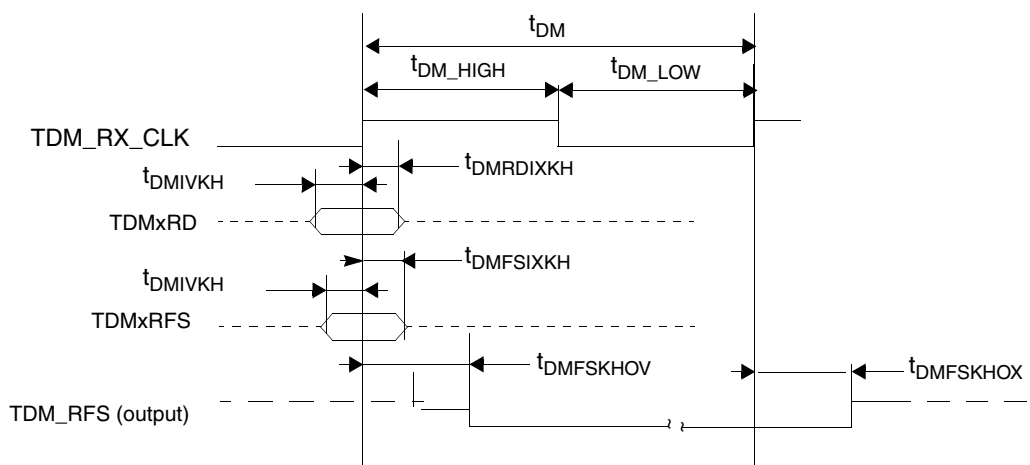 tDM
tDM_HIGH
tDM_LOW
TDM_RX_CLK
tDMRDIXKH
tDMIVKH
TDMxRD
tDMFSIXKH
tDMIVKH
TDMxRFS
tDMFSKHOV
tDMFSKHOX
TDM_RFS (output)